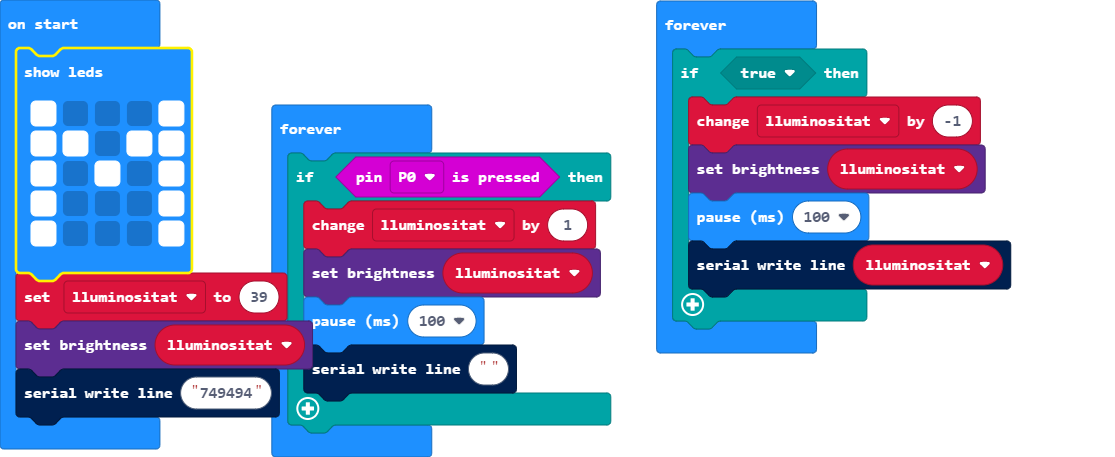 on start
show leds
set lluminositat to 39
set brightness lluminositat
serial write line "749494"
forever
if pin P0 is pressed then
change lluminositat by 1
set brightness lluminositat
pause (ms) 100
serial write line " "
forever
if true then
change lluminositat by -1
set brightness lluminositat
pause (ms) 100
serial write line lluminositat